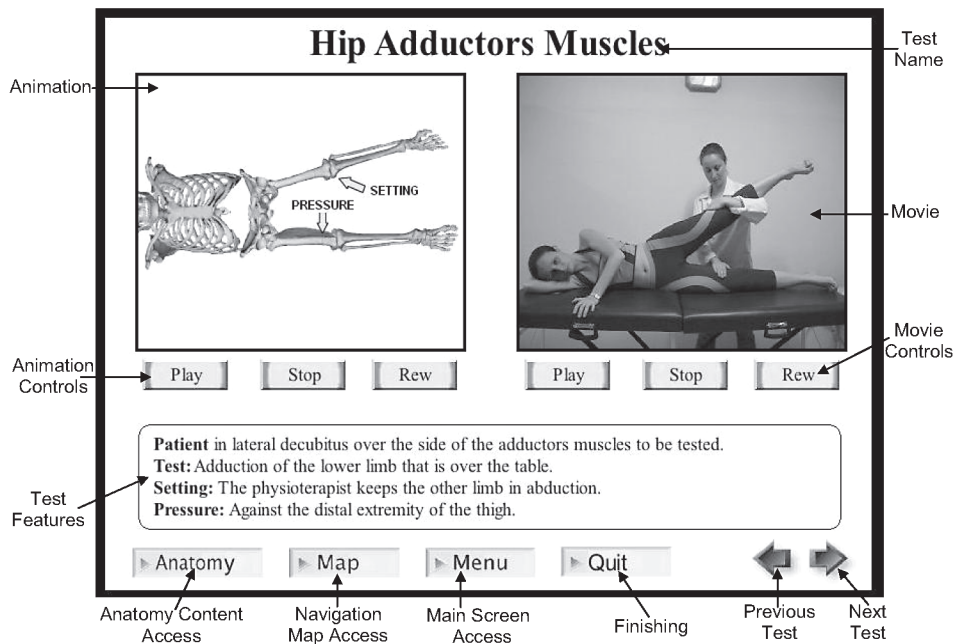 Hip Adductors Muscles
Test
Name
Animation
SETTING
PRESSURE
Movie
Animation
Controls
Play
Stop
Rew
Play
Stop
Rew
Movie
Controls
Patient in lateral decubitus over the side of the adductors muscles to be tested.
Test: Adduction of the lower limb that is over the table.
Setting: The physioterapist keeps the other limb in abduction.
Pressure: Against the distal extremity of the thigh.
Test
Features
Anatomy
Map
Menu
Quit
Anatomy Content
Access
Navigation
Map Access
Main Screen
Access
Finishing
Previous
Test
Next
Test